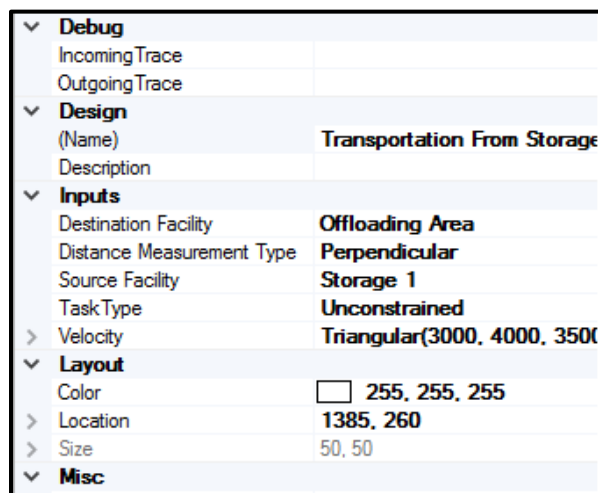 Debug
IncomingTrace
OutgoingTrace
Design
(Name) Transportation From Storage
Description
Inputs
Destination Facility Offloading Area
Distance Measurement Type Perpendicular
Source Facility Storage 1
TaskType Unconstrained
Velocity Triangular(3000, 4000, 3500
Layout
Color 255, 255, 255
Location 1385, 260
Size 50, 50
Misc